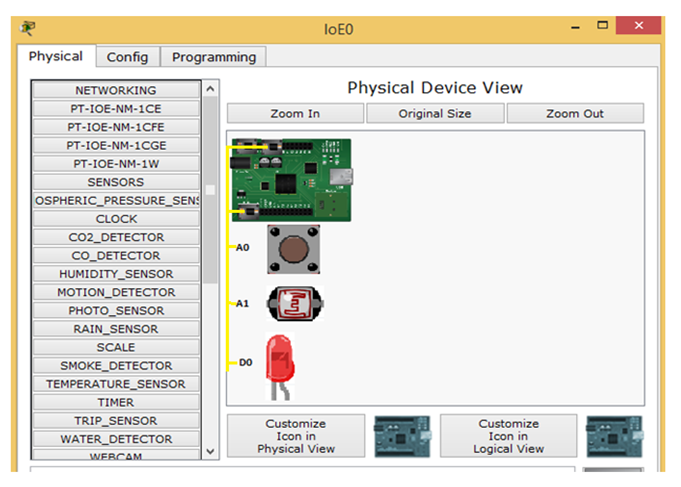 IoE0
Physical Config Programming
NETWORKING
PT-IOE-NM-1CE
PT-IOE-NM-1CFE
PT-IOE-NM-1CGE
PT-IOE-NM-1W
SENSORS
OSPHERIC_PRESSURE_SENS
CLOCK
CO2_DETECTOR
CO_DETECTOR
HUMIDITY_SENSOR
MOTION_DETECTOR
PHOTO_SENSOR
RAIN_SENSOR
SCALE
SMOKE_DETECTOR
TEMPERATURE_SENSOR
TIMER
TRIP_SENSOR
WATER_DETECTOR
WEBCAM
Physical Device View
Zoom In Original Size Zoom Out
A0
A1
D0
Customize
Icon in
Physical View
Customize
Icon in
Logical View